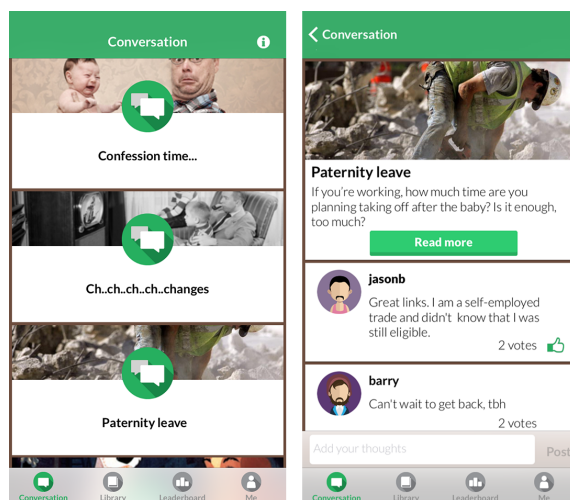 Conversation
Confession time...
Ch..ch..ch..ch..changes
Paternity leave
Conversation
Library
Leaderboard
Me
Conversation
Paternity leave
If you're working, how much time are you
planning taking off after the baby? Is it enough,
too much?
Read more
jasonb
Great links. I am a self-employed
trade and didn't know that I was
still eligible.
2 votes
barry
Can't wait to get back, tbh
2 votes
Add your thoughts
Post
Conversation
Library
Leaderboard
Me